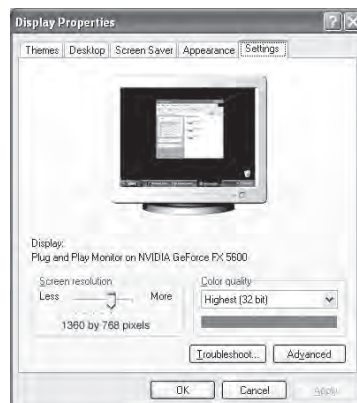 Display Properties
Themes Desktop Screen Saver Appearance Settings
Display:
Plug and Play Monitor on NVIDIA GeForce FX 5600
Screen resolution
Less More
1360 by 768 pixels
Color quality
Highest (32 bit)
Troubleshoot... Advanced
OK Cancel Apply